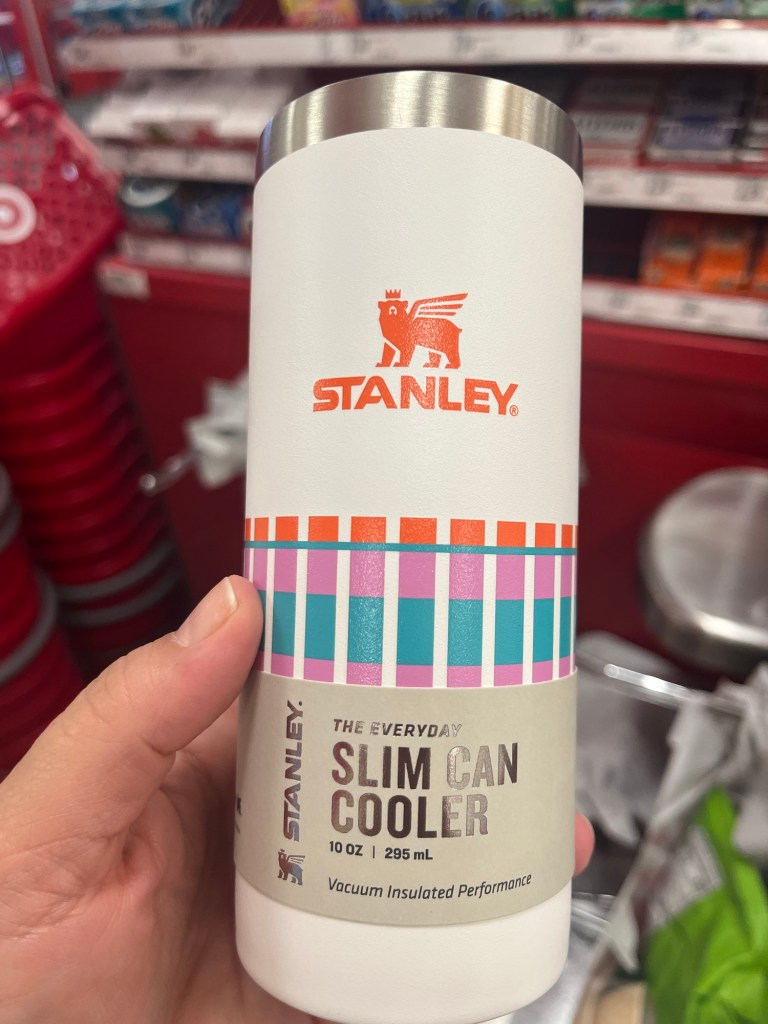 STANLEY®
STANLEY.
THE EVERYDAY
SLIM CAN
COOLER
10 OZ | 295 mL
Vacuum Insulated Performance